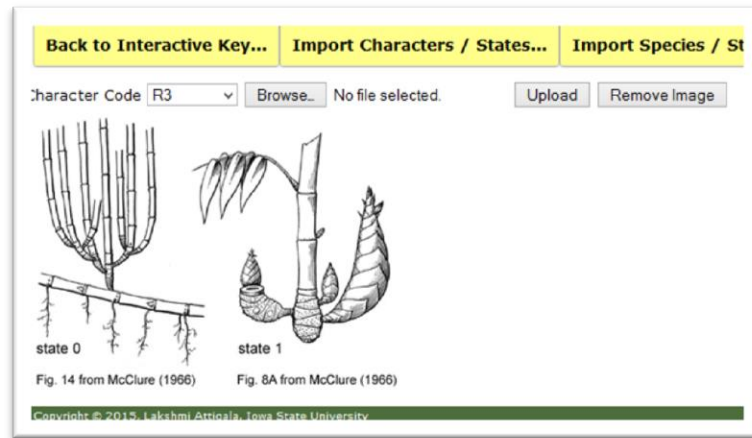 Back to Interactive Key... Import Characters / States... Import Species / St
Character Code R3 Browse_ No file selected. Upload Remove Image
state 0 state 1
Fig. 14 from McClure (1966) Fig. 8A from McClure (1966)
Copyright © 2015, Lakshmi Attigala, Iowa State University